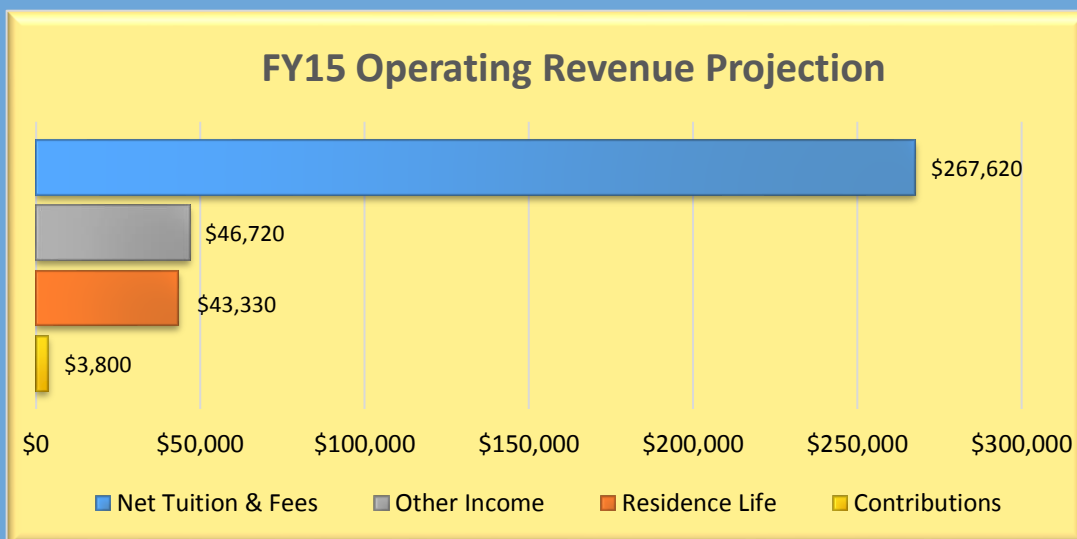 FY15 Operating Revenue Projection
$267,620
$46,720
$43,330
$3,800
$0 $50,000 $100,000 $150,000 $200,000 $250,000 $300,000
Net Tuition & Fees Other Income Residence Life Contributions